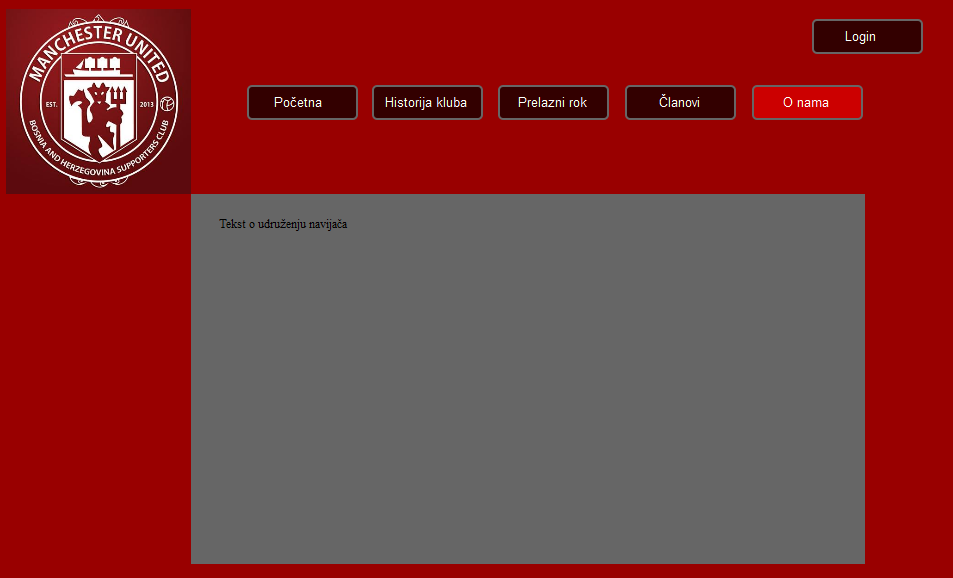 MANCHESTER UNITED
EST. 2013
BOSNIA AND HERZEGOVINA SUPPORTERS CLUB
Login
Početna
Historija kluba
Prelazni rok
Članovi
O nama
Tekst o udruženju navijača